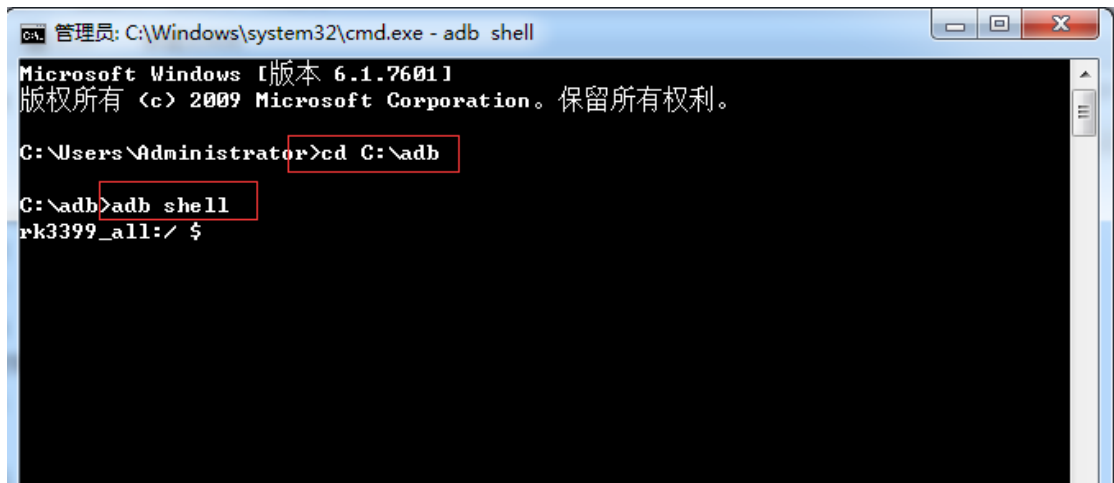 管理员: C:\Windows\system32\cmd.exe - adb  shell
Microsoft Windows [版本 6.1.7601]
版权所有 (c) 2009 Microsoft Corporation。保留所有权利。
C:\Users\Administrator>cd C:\adb
C:\adb>adb shell
rk3399_all:/ $